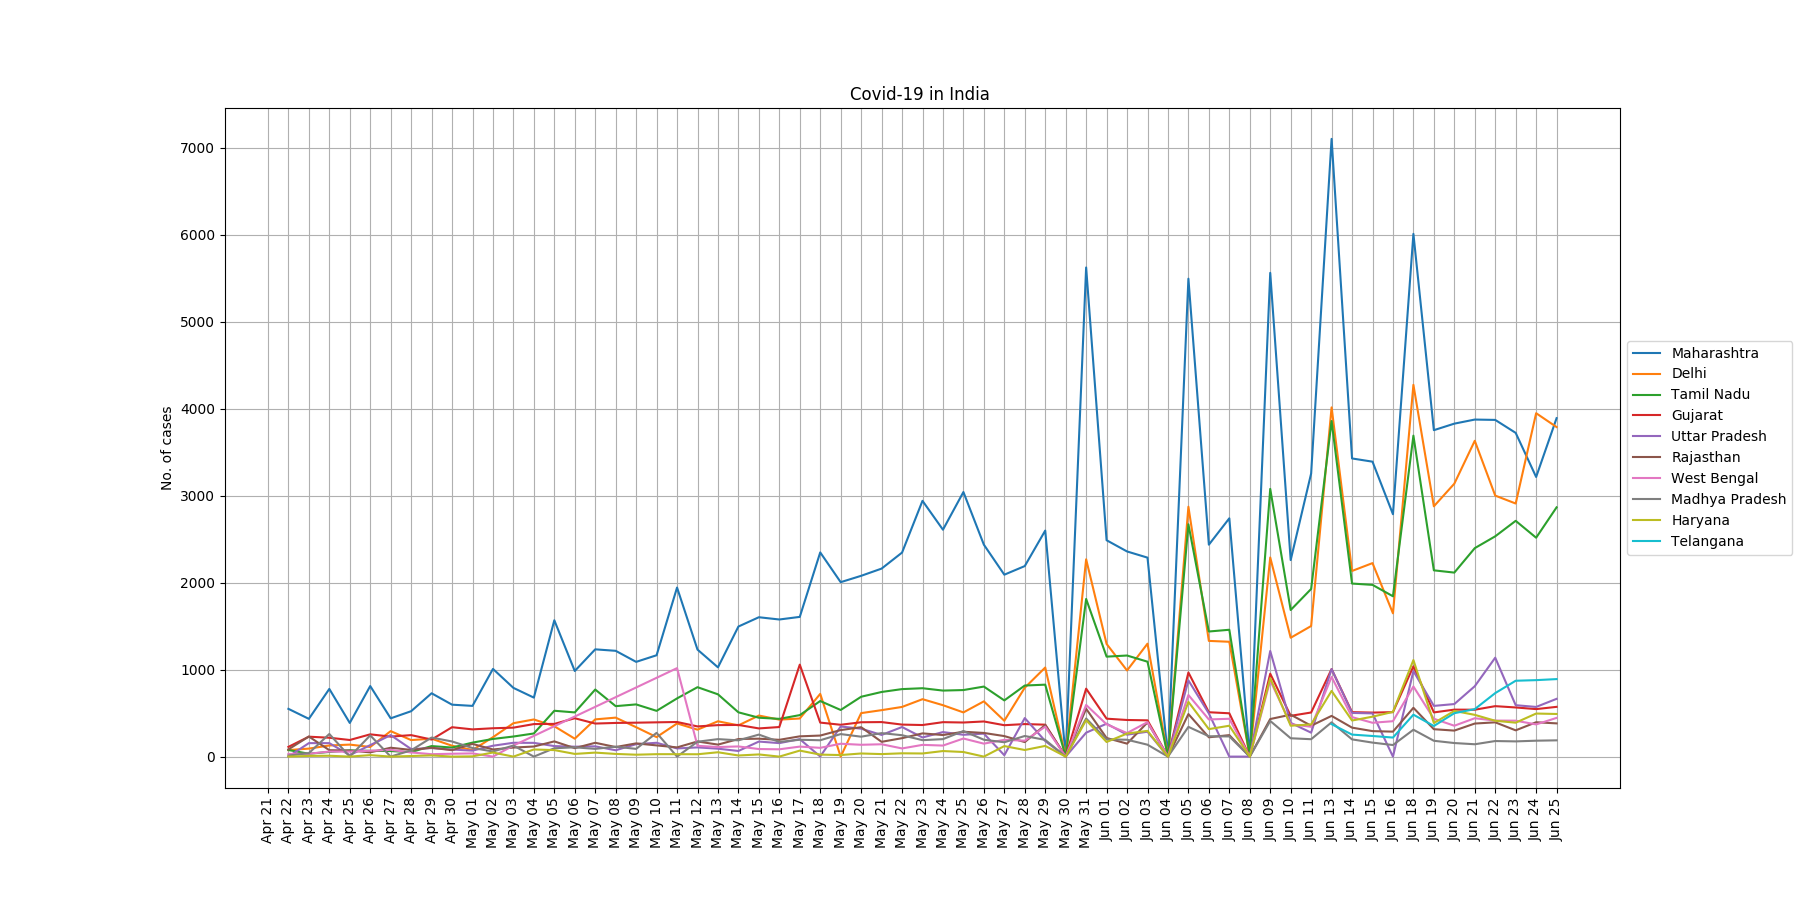 Covid-19 in India
7000
6000
5000
4000
3000
2000
1000
0
No. of cases
Apr 21
Apr 22
Apr 23
Apr 24
Apr 25
Apr 26
Apr 27
Apr 28
Apr 29
Apr 30
May 01
May 02
May 03
May 04
May 05
May 06
May 07
May 08
May 09
May 10
May 11
May 12
May 13
May 14
May 15
May 16
May 17
May 18
May 19
May 20
May 21
May 22
May 23
May 24
May 25
May 26
May 27
May 28
May 29
May 30
May 31
Jun 01
Jun 02
Jun 03
Jun 04
Jun 05
Jun 06
Jun 07
Jun 08
Jun 09
Jun 10
Jun 11
Jun 13
Jun 14
Jun 15
Jun 16
Jun 18
Jun 19
Jun 20
Jun 21
Jun 22
Jun 23
Jun 24
Jun 25
Maharashtra
Delhi
Tamil Nadu
Gujarat
Uttar Pradesh
Rajasthan
West Bengal
Madhya Pradesh
Haryana
Telangana